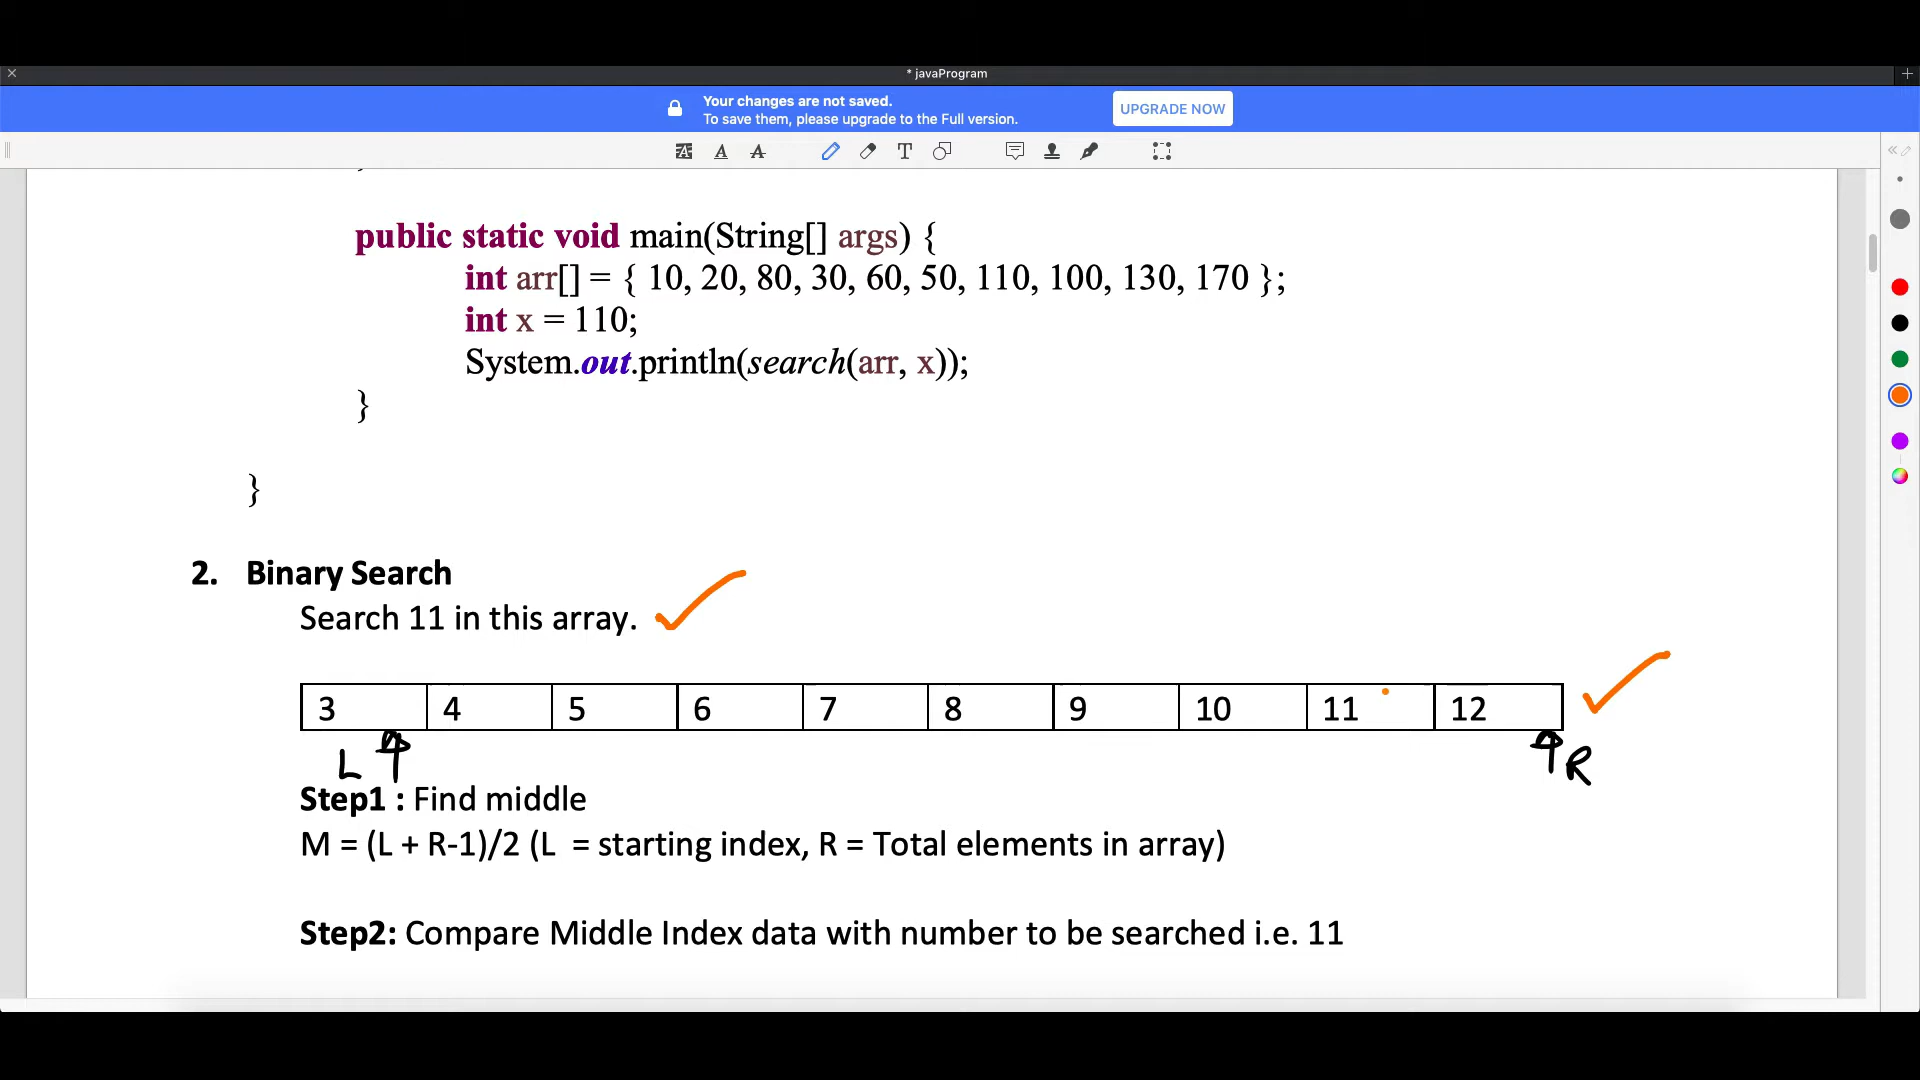 * javaProgram
Your changes are not saved.
To save them, please upgrade to the Full version.
UPGRADE NOW
public static void main(String[] args) {
int arr[] = { 10, 20, 80, 30, 60, 50, 110, 100, 130, 170 };
int x = 110;
System.out.println(search(arr, x));
}
}
2. Binary Search
Search 11 in this array.
3 4 5 6 7 8 9 10 11 12
L R
Step1 : Find middle
M = (L + R-1)/2 (L = starting index, R = Total elements in array)
Step2: Compare Middle Index data with number to be searched i.e. 11